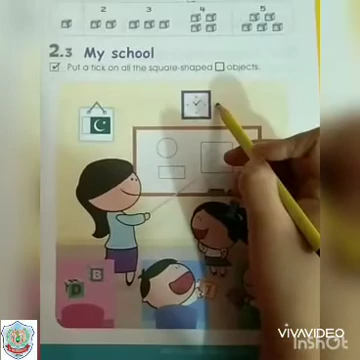 2 3 4 5
2.3 My school
Put a tick on all the square-shaped objects.
B
D
VIVAVIDEO
InShot